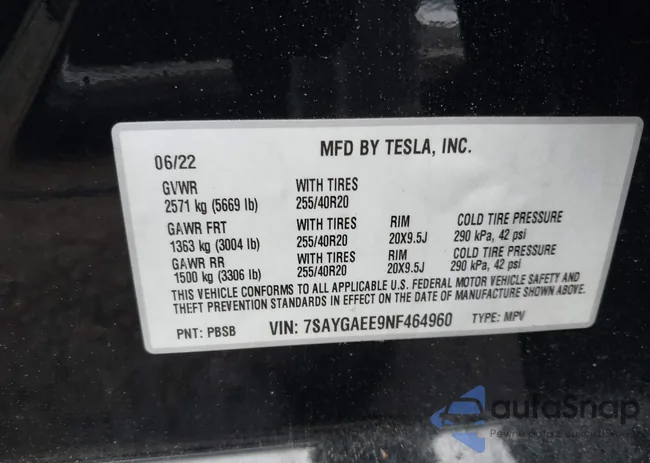 MFD BY TESLA, INC.
06/22
GVWR WITH TIRES
2571 kg (5669 lb) 255/40R20
GAWR FRT WITH TIRES RIM COLD TIRE PRESSURE
1363 kg (3004 lb) 255/40R20 20X9.5J 290 kPa, 42 psi
GAWR RR WITH TIRES RIM COLD TIRE PRESSURE
1500 kg (3306 lb) 255/40R20 20X9.5J 290 kPa, 42 psi
THIS VEHICLE CONFORMS TO ALL APPLICABLE U.S. FEDERAL MOTOR VEHICLE SAFETY AND
THEFT PREVENTION STANDARDS IN EFFECT ON THE DATE OF MANUFACTURE SHOWN ABOVE.
PNT: PBSB VIN: 7SAYGAEE9NF464960 TYPE: MPV
autoSnap